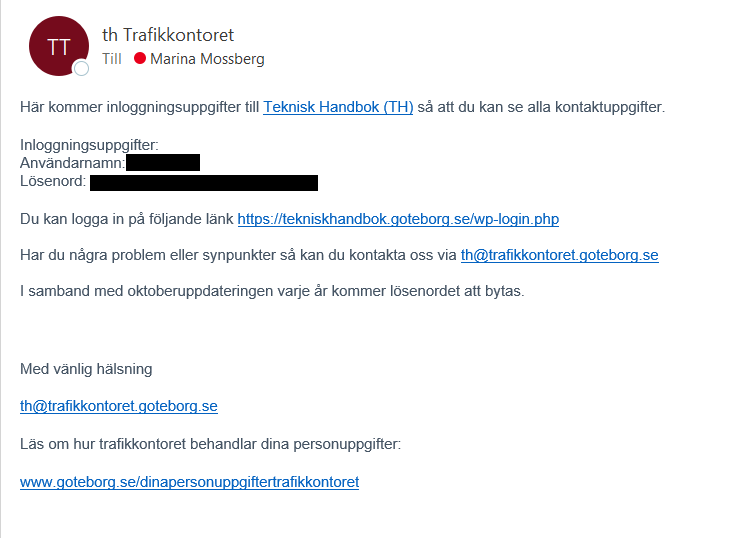 TT
th Trafikkontoret
Till Marina Mossberg
Här kommer inloggningsuppgifter till Teknisk Handbok (TH) så att du kan se alla kontaktuppgifter.
Inloggningsuppgifter:
Användarnamn:
Lösenord:
Du kan logga in på följande länk https://tekniskhandbok.goteborg.se/wp-login.php
Har du några problem eller synpunkter så kan du kontakta oss via th@trafikkontoret.goteborg.se
I samband med oktoberuppdateringen varje år kommer lösenordet att bytas.
Med vänlig hälsning
th@trafikkontoret.goteborg.se
Läs om hur trafikkontoret behandlar dina personuppgifter:
www.goteborg.se/dinapersonuppgiftertrafikkontoret